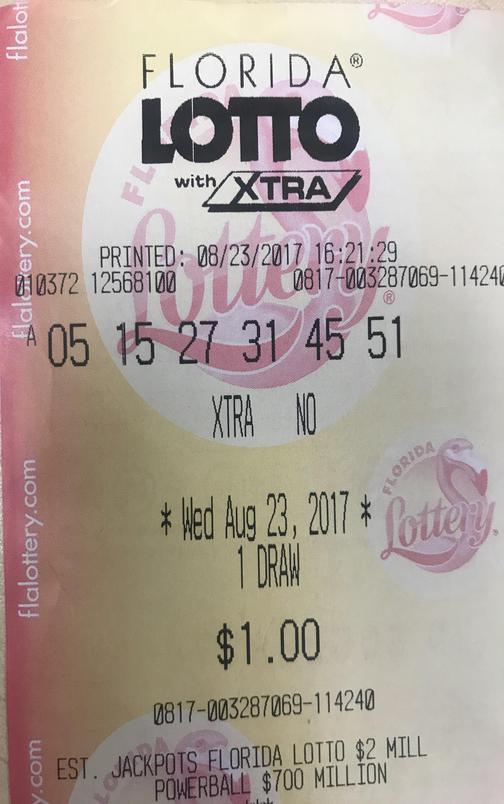 FLORIDA®
LOTTO
with XTRA
PRINTED: 08/23/2017 16:21:29
010372 12568100 0817-003287069-114240
A 05 15 27 31 45 51
XTRA NO
* Wed Aug 23, 2017 *
1 DRAW
$1.00
0817-003287069-114240
EST. JACKPOTS FLORIDA LOTTO $2 MILL
POWERBALL $700 MILLION
flalottery.com
flalottery.com
FLORIDA
Lottery
FLORIDA
Lottery®